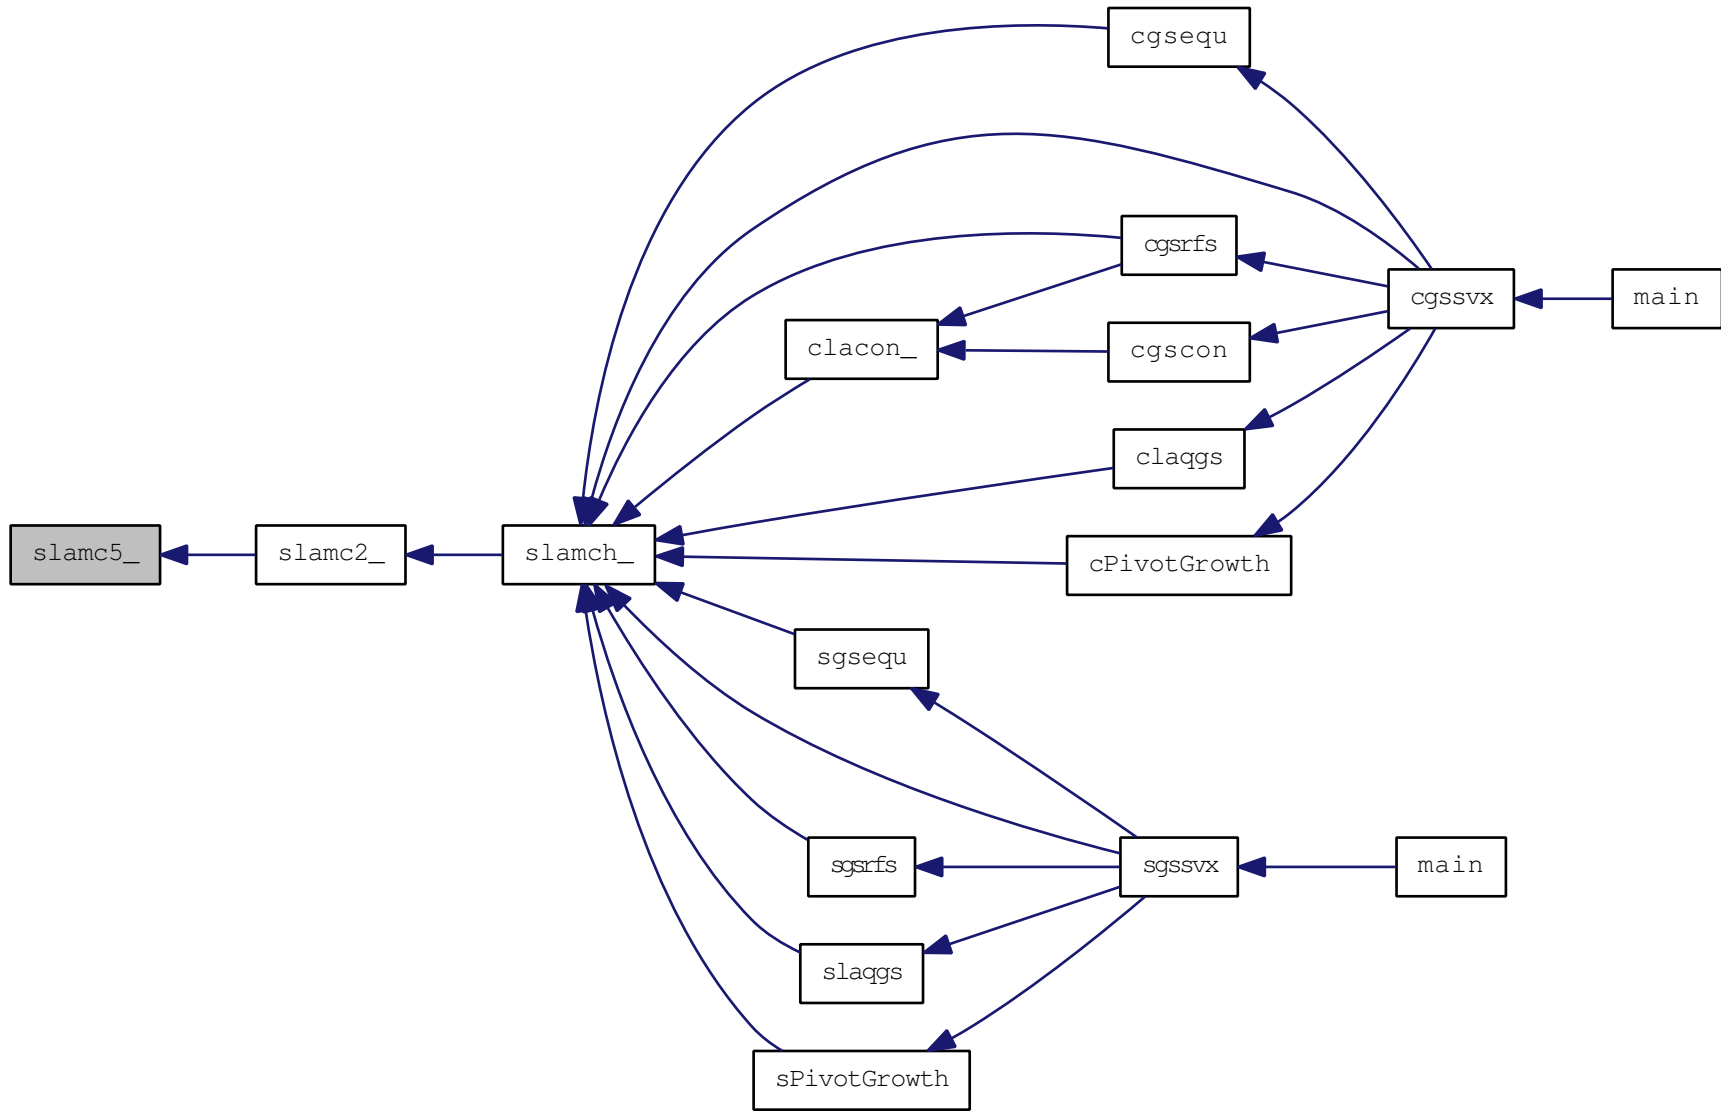 cgsequ
cgsrfs
cgssvx
main
clacon_
cgscon
claqgs
slamc5_
slamc2_
slamch_
cPivotGrowth
sgsequ
sgsrfs
sgssvx
main
slaqgs
sPivotGrowth